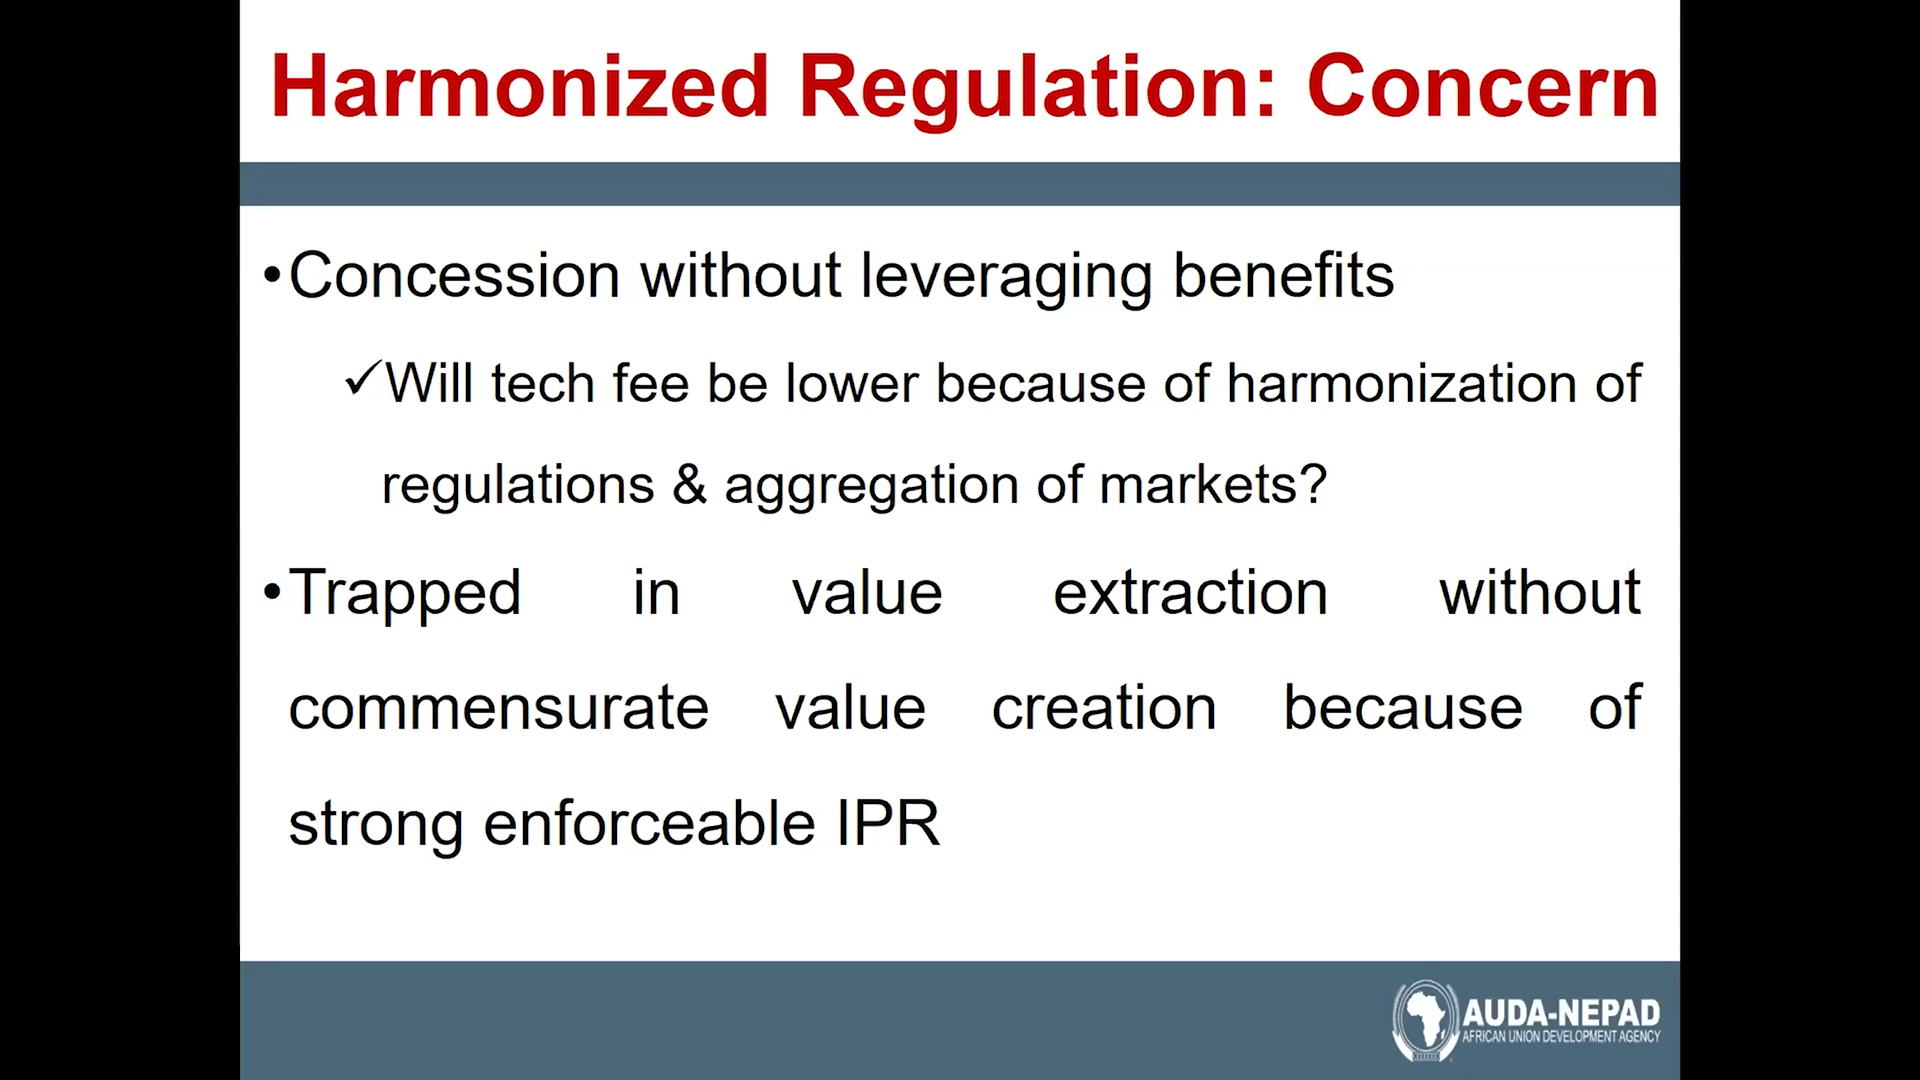 Harmonized Regulation: Concern
•Concession without leveraging benefits
✓Will tech fee be lower because of harmonization of
regulations & aggregation of markets?
•Trapped in value extraction without
commensurate value creation because of
strong enforceable IPR
AUDA-NEPAD
AFRICAN UNION DEVELOPMENT AGENCY